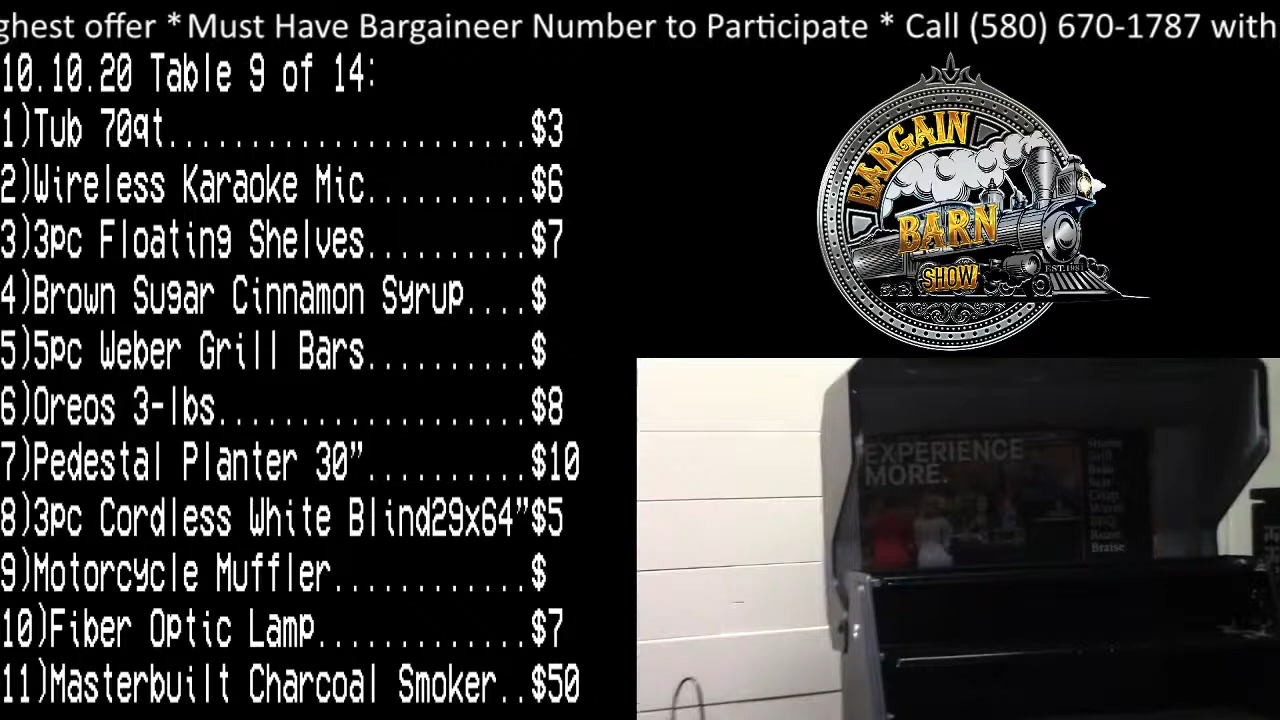 ghest offer *Must Have Bargaineer Number to Participate * Call (580) 670-1787 with
10.10.20 Table 9 of 14:
1)Tub 70qt......................$3
2)Wireless Karaoke Mic..........$6
3)3pc Floating Shelves..........$7
4)Brown Sugar Cinnamon Syrup....$
5)5pc Weber Grill Bars..........$
6)Oreos 3-lbs...................$8
7)Pedestal Planter 30”..........$10
8)3pc Cordless White Blind29x64”$5
9)Motorcycle Muffler............$
10)Fiber Optic Lamp.............$7
11)Masterbuilt Charcoal Smoker..$50
BARGAIN
BARN
SHOW
EXPERIENCE
MORE.
Braise